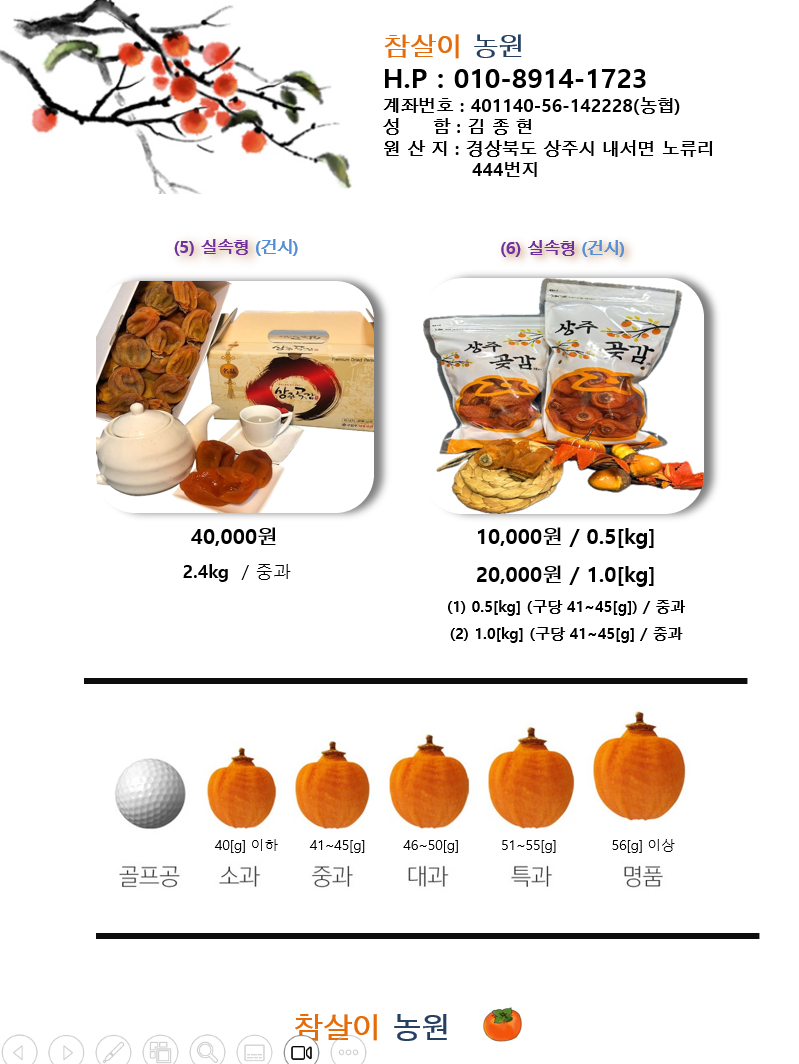 참살이 농원
H.P : 010-8914-1723
계좌번호 : 401140-56-142228(농협)
성 함 : 김 종 현
원 산 지 : 경상북도 상주시 내서면 노류리
444번지
(5) 실속형 (건시)
(6) 실속형 (건시)
상주곶감
상주
곶감
상주
곶감
40,000원
2.4kg / 중과
10,000원 / 0.5[kg]
20,000원 / 1.0[kg]
(1) 0.5[kg] (구당 41~45[g]) / 중과
(2) 1.0[kg] (구당 41~45[g] / 중과
40[g] 이하
41~45[g]
46~50[g]
51~55[g]
56[g] 이상
골프공
소과
중과
대과
특과
명품
참살이 농원